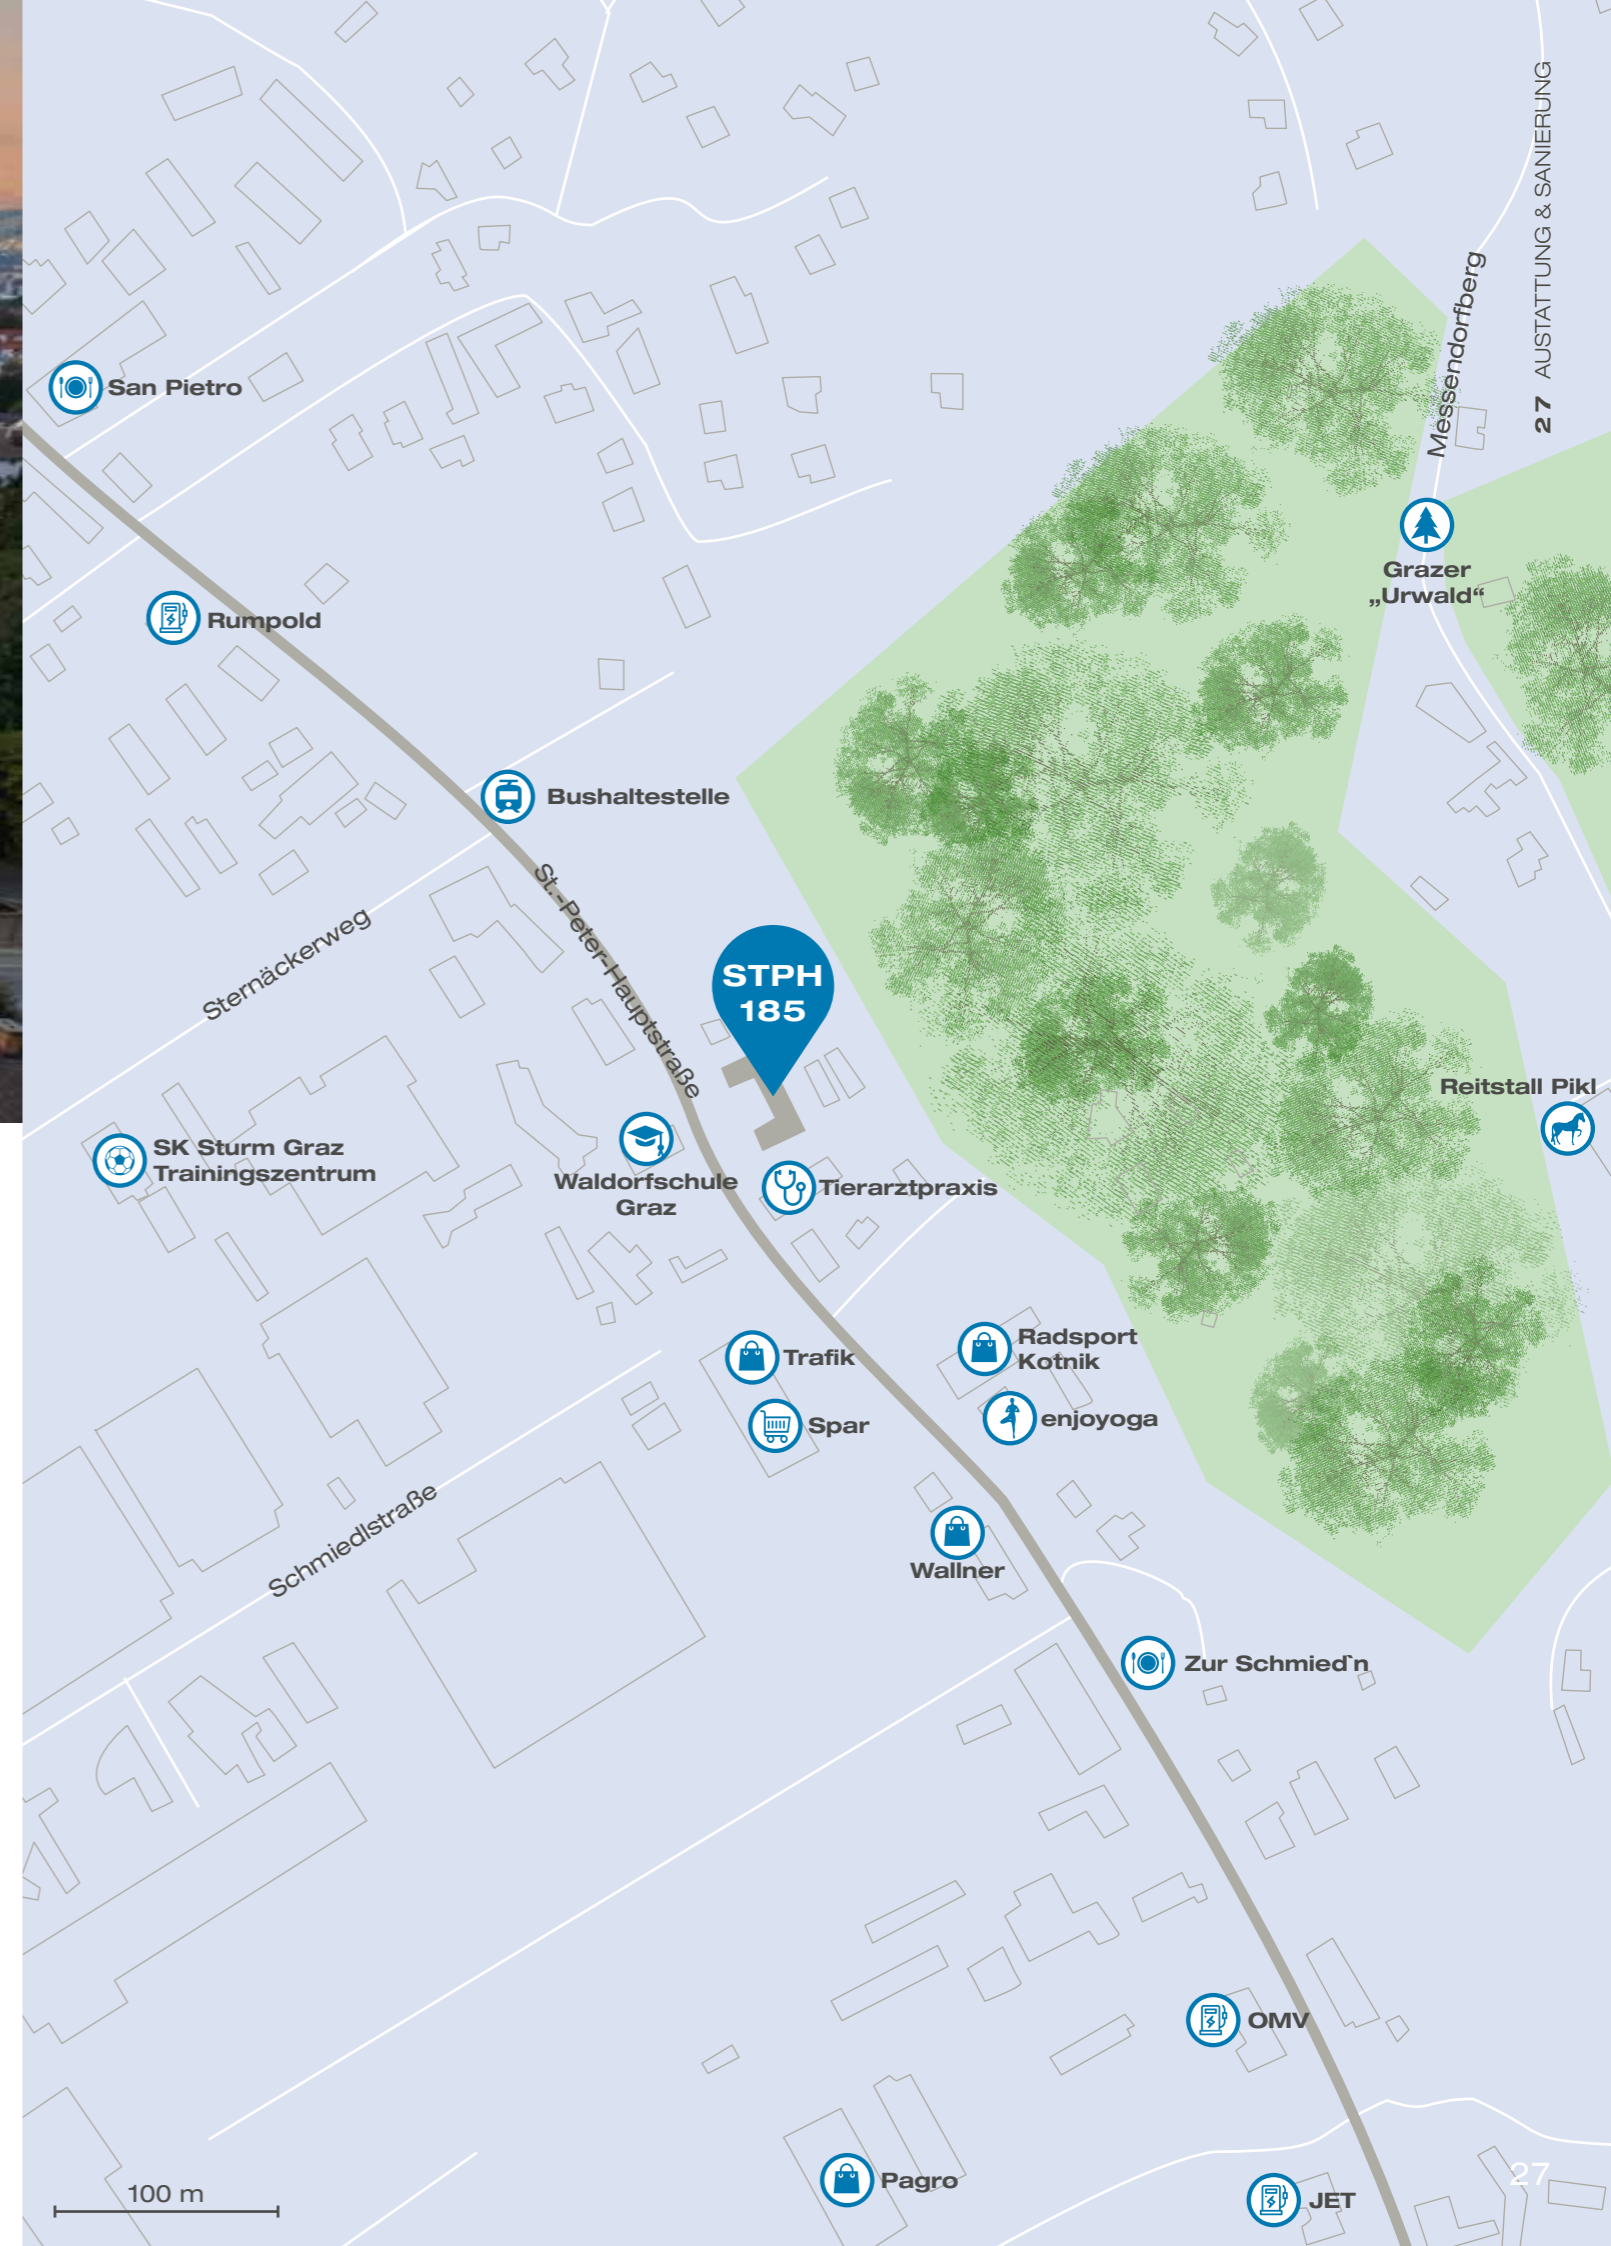 27 AUSTATTUNG & SANIERUNG
Messendorfberg
San Pietro
Grazer
„Urwald“
Rumpold
Bushaltestelle
St.-Peter-Hauptstraße
Sternäckerweg
STPH
185
Reitstall Pikl
SK Sturm Graz
Trainingszentrum
Waldorfschule
Graz
Tierarztpraxis
Trafik
Radsport
Kotnik
Spar
enjoyoga
Schmiedlstraße
Wallner
Zur Schmied`n
OMV
Pagro
JET
100 m
27